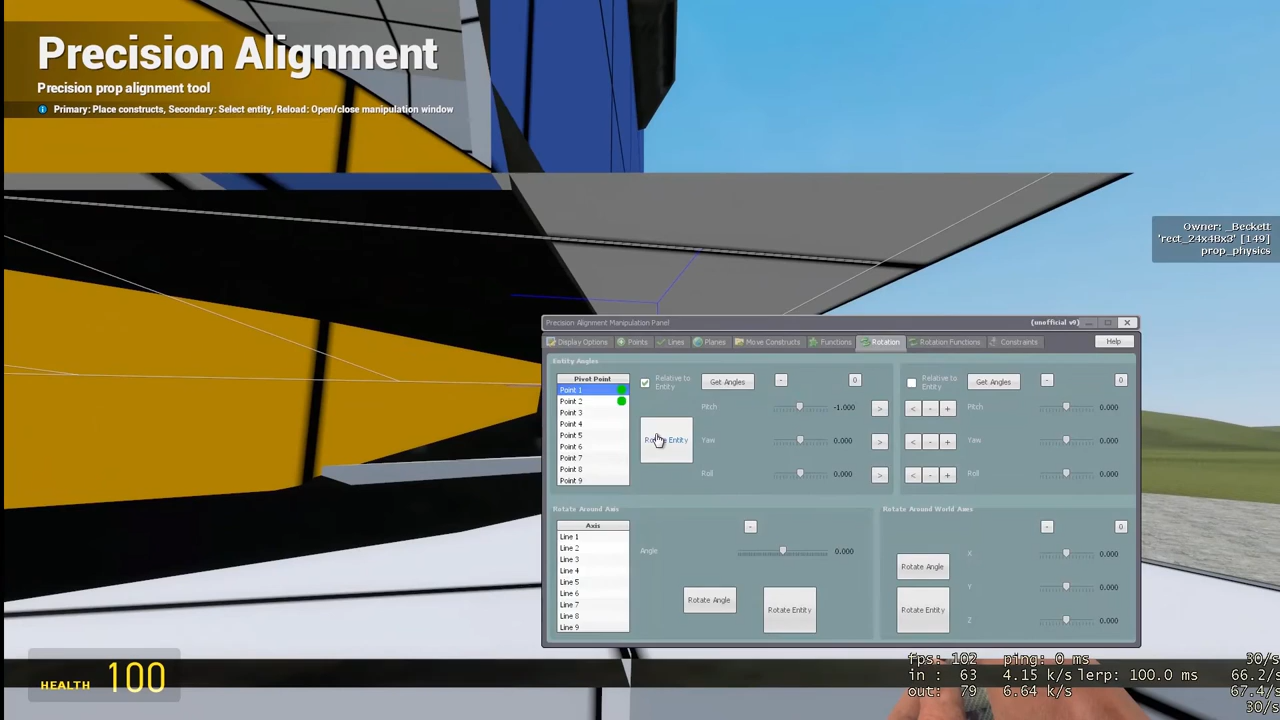 Precision Alignment
Precision prop alignment tool
Primary: Place constructs, Secondary: Select entity, Reload: Open/close manipulation window
Owner: _Beckett
'rect_24x48x3' [149]
prop_physics
Precision Alignment Manipulation Panel
(unofficial v9)
Display Options Points Lines Planes Move Constructs Functions Rotation Rotation Functions Constraints Help
Entity Angles
Pivot Point
Point 1
Point 2
Point 3
Point 4
Point 5
Point 6
Point 7
Point 8
Point 9
Relative to
Entity
Get Angles
-
0
Rotate Entity
Pitch -1.000 >
Yaw 0.000 >
Roll 0.000 >
Relative to
Entity
Get Angles
-
0
< - + Pitch 0.000
< - + Yaw 0.000
< - + Roll 0.000
Rotate Around Axis
Axis
Line 1
Line 2
Line 3
Line 4
Line 5
Line 6
Line 7
Line 8
Line 9
-
Angle 0.000
Rotate Angle
Rotate Entity
Rotate Around World Axes
-
0
Rotate Angle
Rotate Entity
X 0.000
Y 0.000
Z 0.000
HEALTH 100
fps: 102 ping: 0 ms 30/s
in : 63 4.15 k/s lerp: 100.0 ms 66.2/s
out: 79 6.64 k/s 67.4/s
30/s